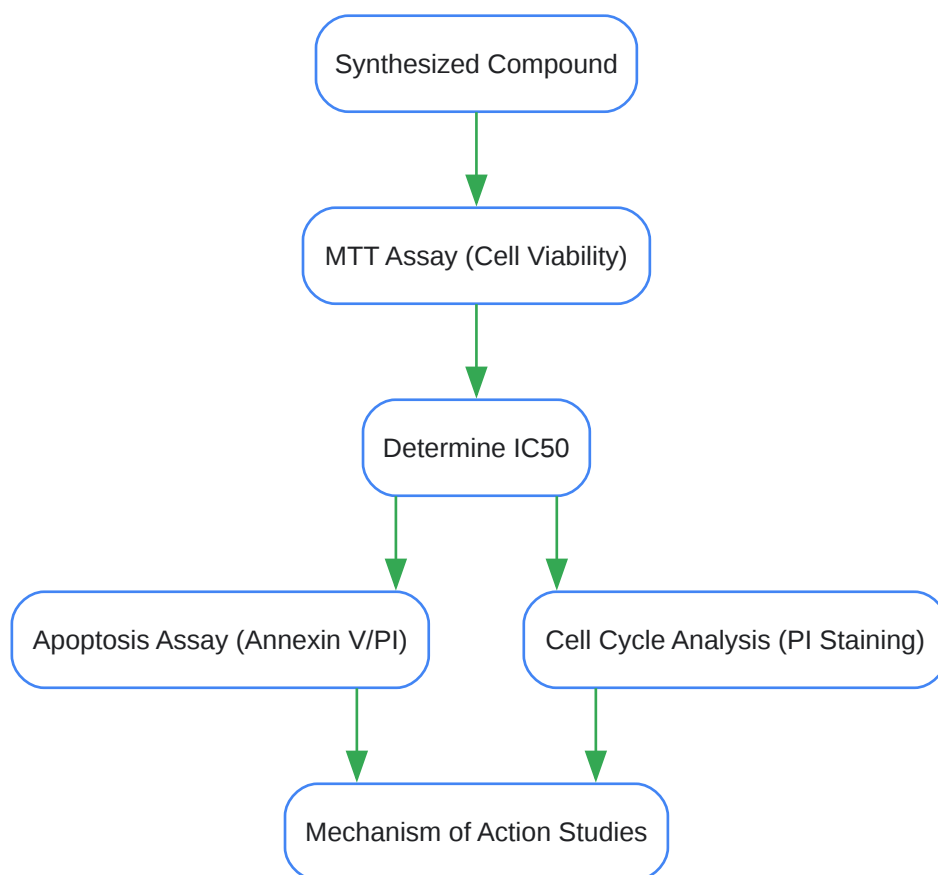 Synthesized Compound
MTT Assay (Cell Viability)
Determine IC50
Apoptosis Assay (Annexin V/PI)
Cell Cycle Analysis (PI Staining)
Mechanism of Action Studies